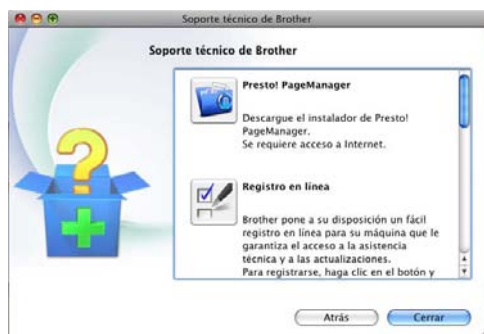 Soporte técnico de Brother
Soporte técnico de Brother
Presto! PageManager
Descargue el instalador de Presto!
PageManager.
Se requiere acceso a Internet.
Registro en línea
Brother pone a su disposición un fácil
registro en línea para su máquina que le
garantiza el acceso a la asistencia
técnica y a las actualizaciones.
Para registrarse, haga clic en el botón y
Atrás
Cerrar